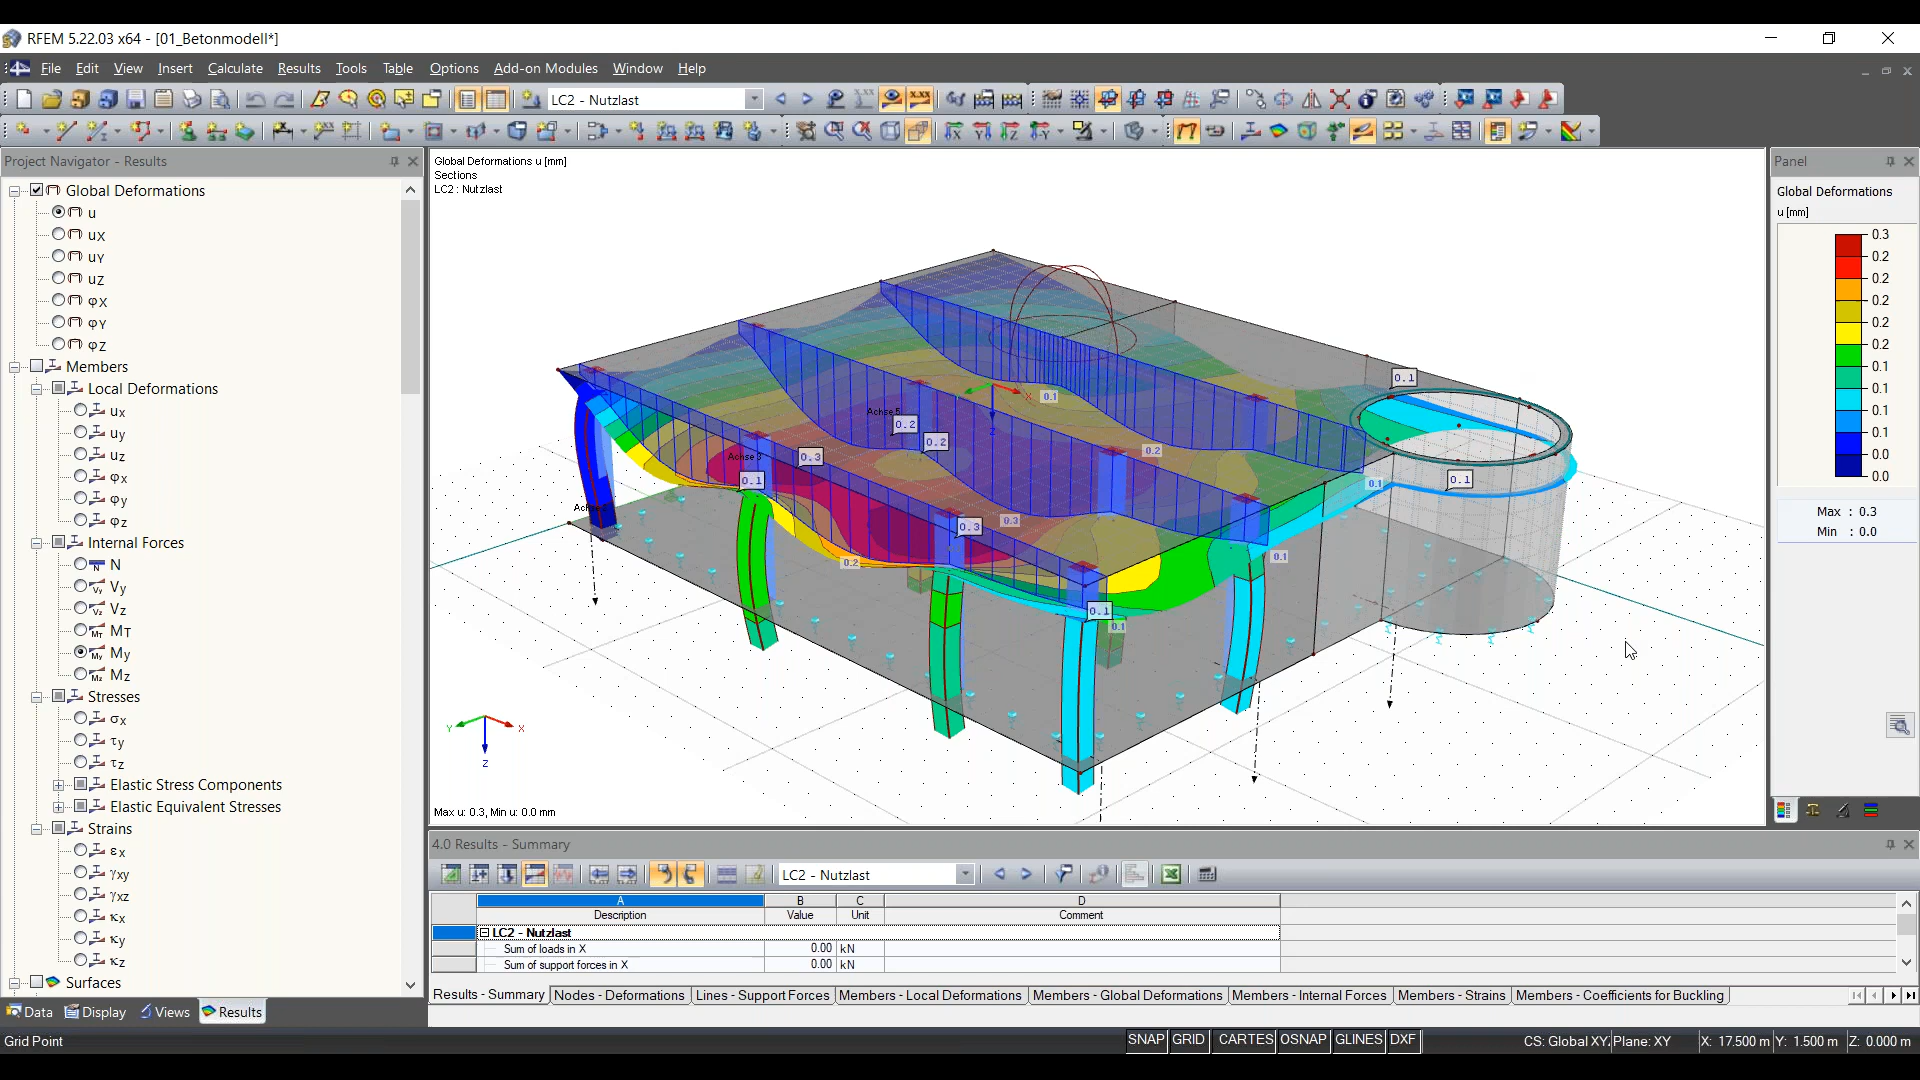 RFEM 5.22.03 x64 - [01_Betonmodell*]
File Edit View Insert Calculate Results Tools Table Options Add-on Modules Window Help
LC2 - Nutzlast
Project Navigator - Results
Global Deformations
u
uX
uY
uZ
φX
φY
φZ
Members
Local Deformations
ux
uy
uz
φx
φy
φz
Internal Forces
N
Vy
Vz
MT
My
Mz
Stresses
σx
τy
τz
Elastic Stress Components
Elastic Equivalent Stresses
Strains
εx
γxy
γxz
κx
κy
κz
Surfaces
Data Display Views Results
Global Deformations u [mm]
Sections
LC2 : Nutzlast
0.1
0.1
Achse 5
0.2
0.2
0.2
Achse 3
0.3
0.1
0.1
0.1
0.3
0.3
0.2
0.1
0.1
0.1
X
Y
X
Z
Max u: 0.3, Min u: 0.0 mm
Panel
Global Deformations
u [mm]
0.3
0.2
0.2
0.2
0.2
0.2
0.1
0.1
0.1
0.1
0.0
0.0
Max : 0.3
Min : 0.0
4.0 Results - Summary
LC2 - Nutzlast
A B C D
Description Value Unit Comment
LC2 - Nutzlast
Sum of loads in X 0.00 kN
Sum of support forces in X 0.00 kN
Results - Summary Nodes - Deformations Lines - Support Forces Members - Local Deformations Members - Global Deformations Members - Internal Forces Members - Strains Members - Coefficients for Buckling
Grid Point SNAP GRID CARTES OSNAP GLINES DXF CS: Global XY Plane: XY X: 17.500 m Y: 1.500 m Z: 0.000 m